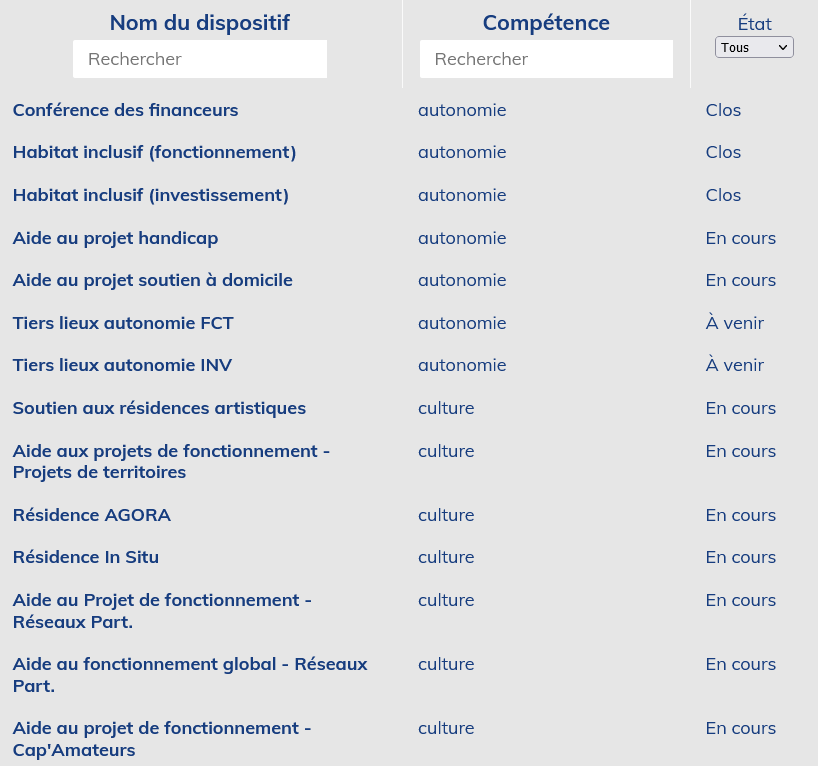 Nom du dispositif Compétence État
Rechercher Rechercher Tous
Conférence des financeurs autonomie Clos
Habitat inclusif (fonctionnement) autonomie Clos
Habitat inclusif (investissement) autonomie Clos
Aide au projet handicap autonomie En cours
Aide au projet soutien à domicile autonomie En cours
Tiers lieux autonomie FCT autonomie À venir
Tiers lieux autonomie INV autonomie À venir
Soutien aux résidences artistiques culture En cours
Aide aux projets de fonctionnement - culture En cours
Projets de territoires
Résidence AGORA culture En cours
Résidence In Situ culture En cours
Aide au Projet de fonctionnement - culture En cours
Réseaux Part.
Aide au fonctionnement global - Réseaux culture En cours
Part.
Aide au projet de fonctionnement - culture En cours
Cap'Amateurs